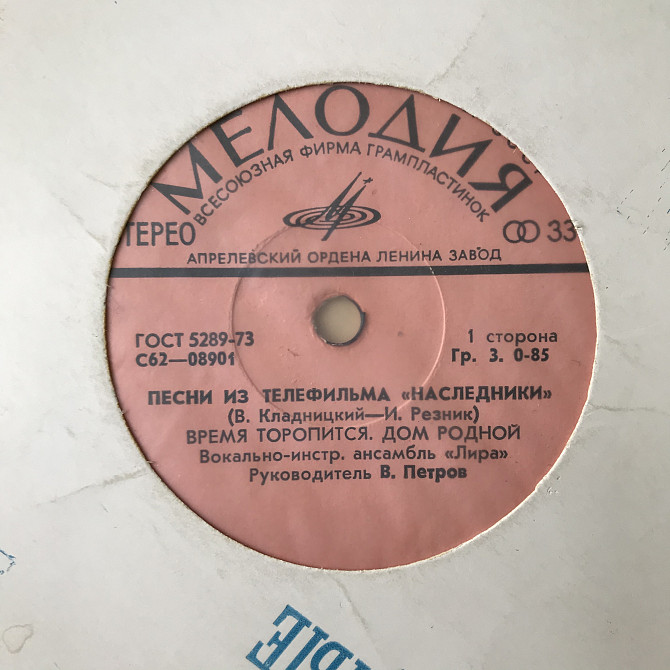 МЕЛОДИЯ
ВСЕСОЮЗНАЯ ФИРМА ГРАМПЛАСТИНОК
ТЕРЕО
33
АПРЕЛЕВСКИЙ ОРДЕНА ЛЕНИНА ЗАВОД
ГОСТ 5289-73
1 сторона
С62—08901
Гр. 3. 0-85
ПЕСНИ ИЗ ТЕЛЕФИЛЬМА «НАСЛЕДНИКИ»
(В. Кладницкий—И. Резник)
ВРЕМЯ ТОРОПИТСЯ. ДОМ РОДНОЙ
Вокально-инстр. ансамбль «Лира»
Руководитель В. Петров